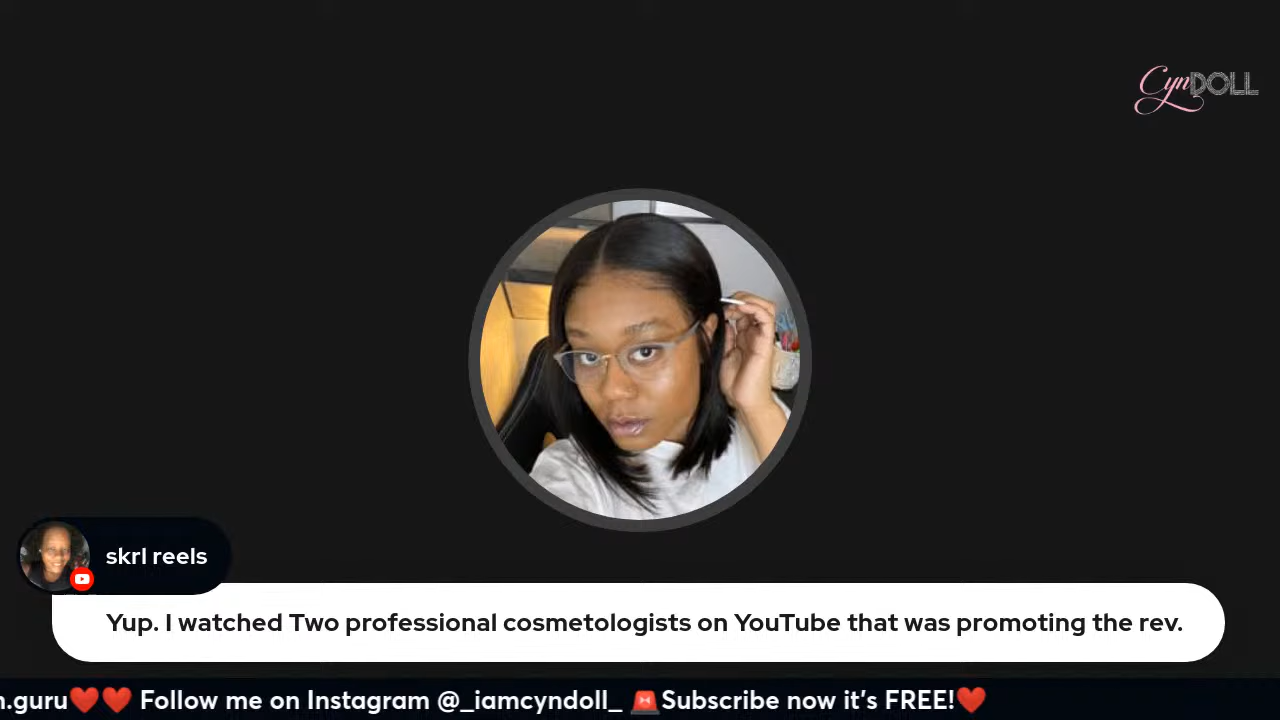 CynDOLL
skrl reels
Yup. I watched Two professional cosmetologists on YouTube that was promoting the rev.
n.guru❤️❤️ Follow me on Instagram @_iamcyndoll_ 🚨Subscribe now it's FREE!❤️